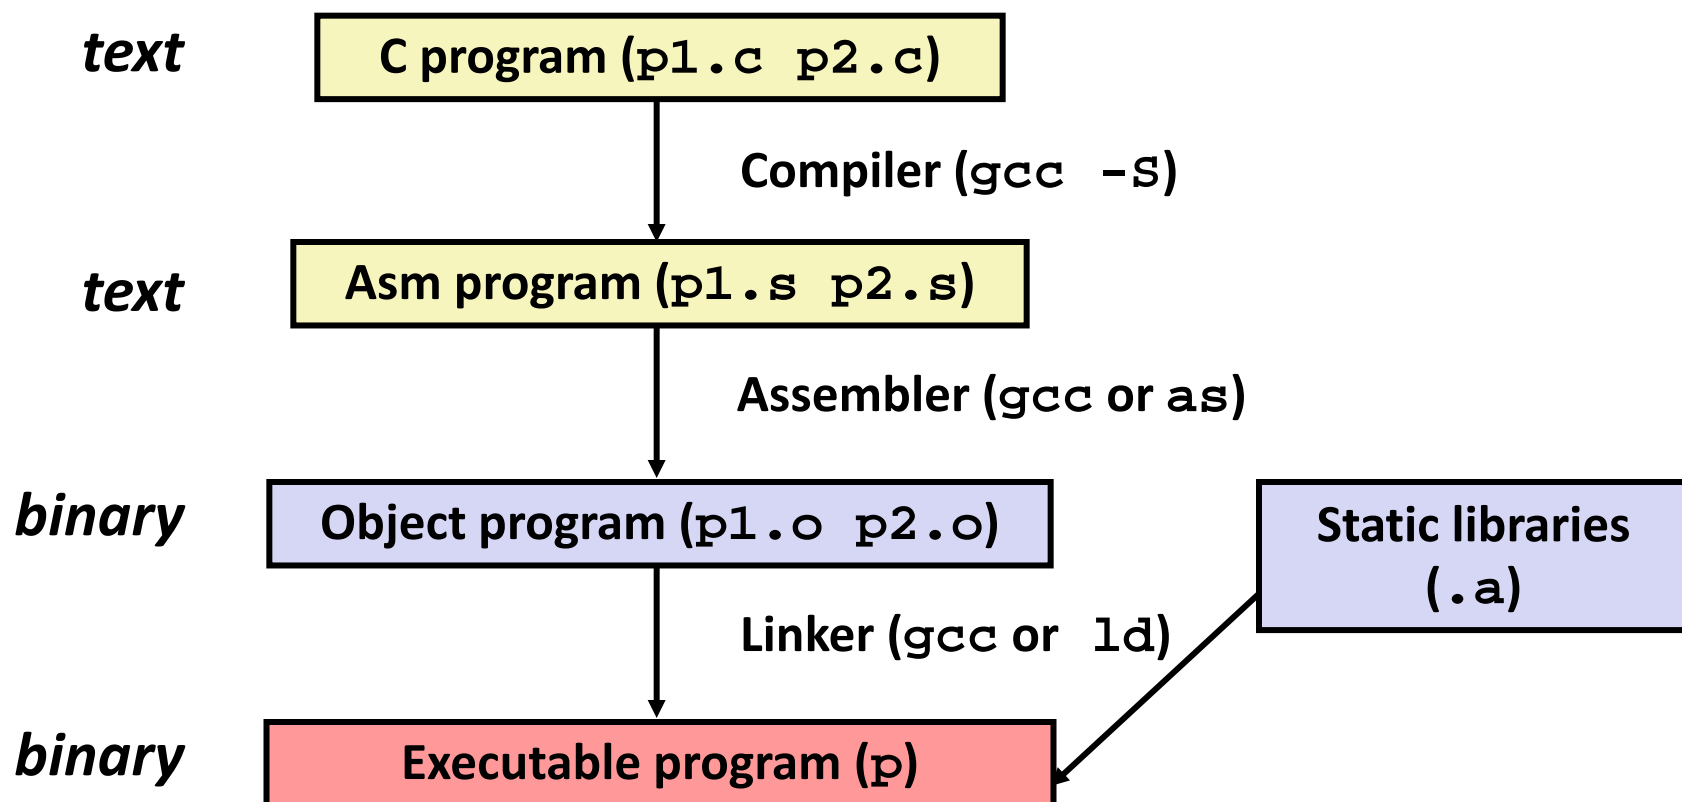 text
C program (p1.c p2.c)
Compiler (gcc -S)
text
Asm program (p1.s p2.s)
Assembler (gcc or as)
binary
Object program (p1.o p2.o)
Static libraries
(.a)
Linker (gcc or ld)
binary
Executable program (p)